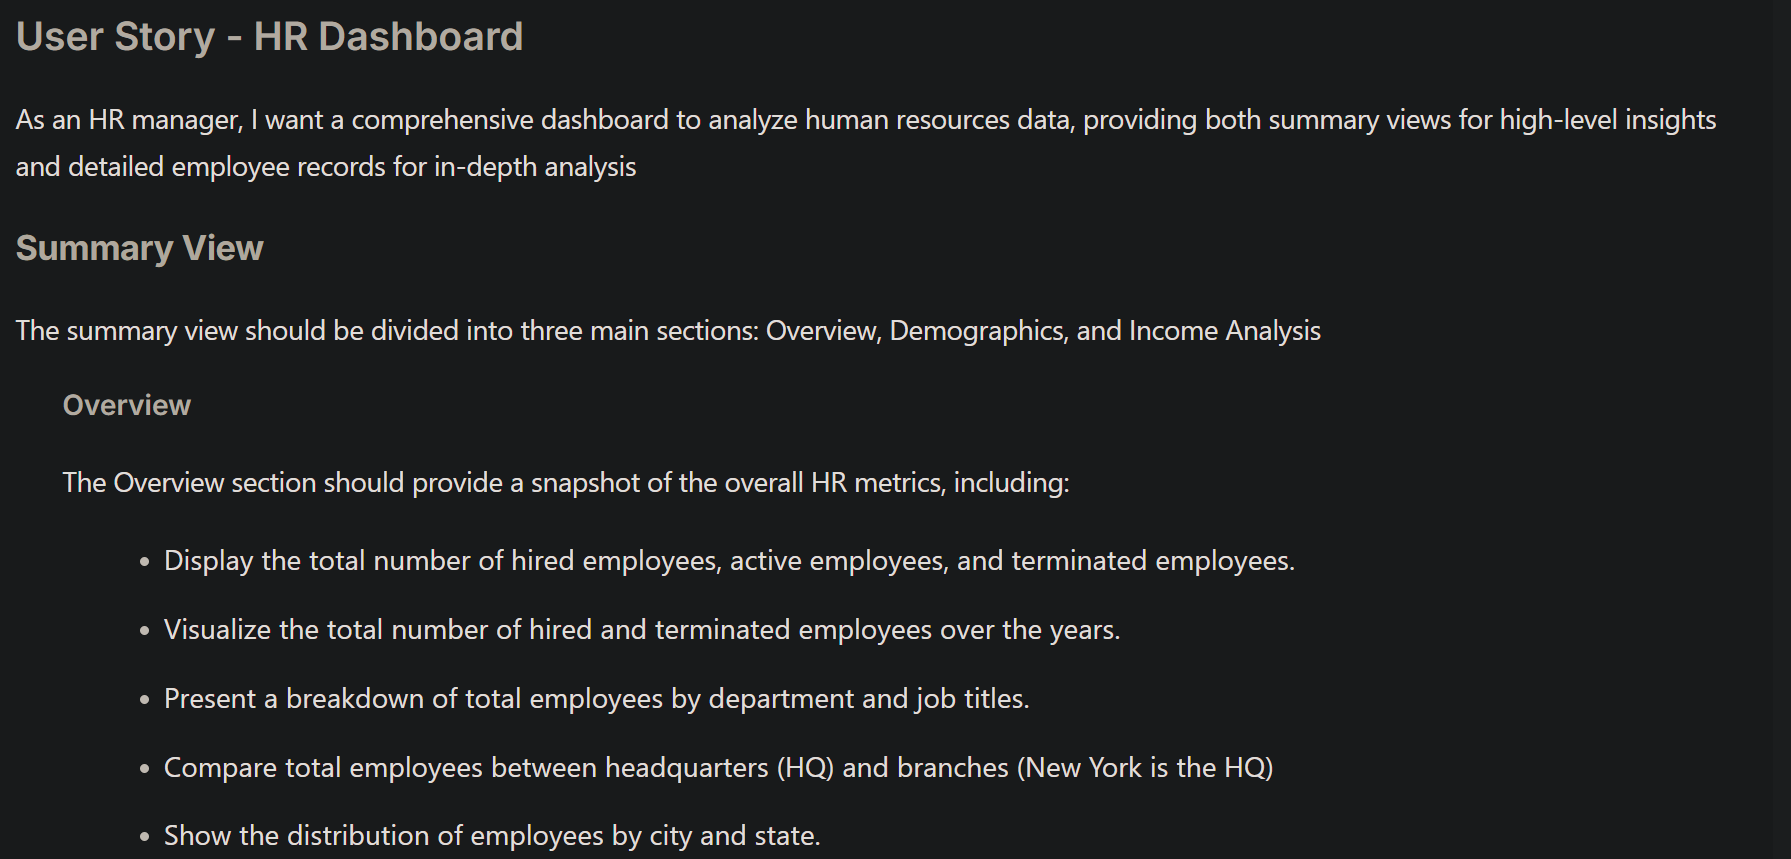 User Story - HR Dashboard
As an HR manager, I want a comprehensive dashboard to analyze human resources data, providing both summary views for high-level insights
and detailed employee records for in-depth analysis
Summary View
The summary view should be divided into three main sections: Overview, Demographics, and Income Analysis
Overview
The Overview section should provide a snapshot of the overall HR metrics, including:
• Display the total number of hired employees, active employees, and terminated employees.
• Visualize the total number of hired and terminated employees over the years.
• Present a breakdown of total employees by department and job titles.
• Compare total employees between headquarters (HQ) and branches (New York is the HQ)
• Show the distribution of employees by city and state.